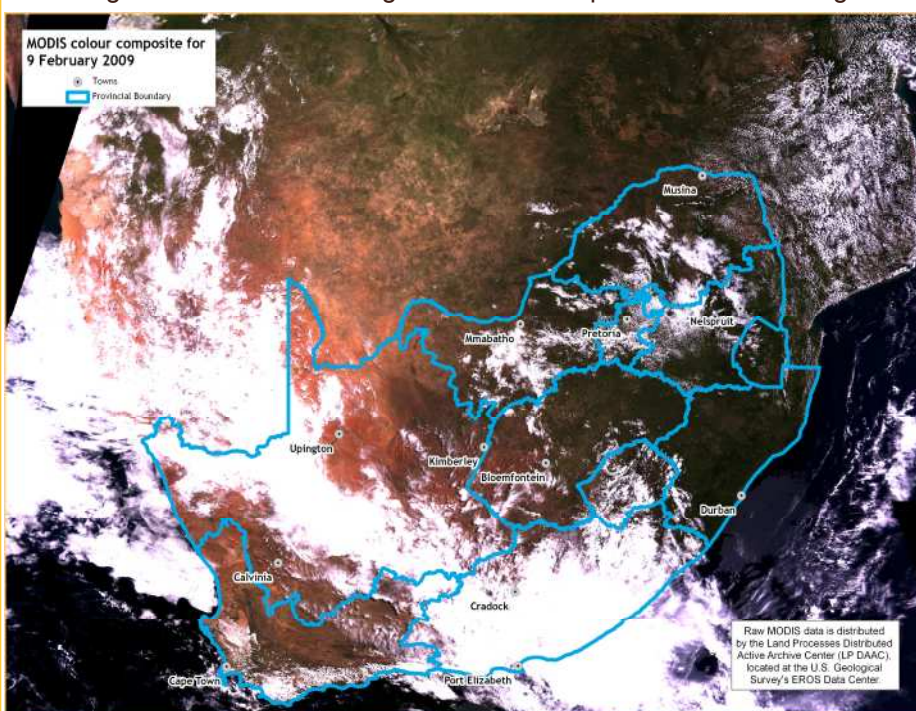 MODIS colour composite for
9 February 2009
Towns
Provincial Boundary
Musina
Mmabatho
Pretoria
Nelspruit
Upington
Kimberley
Bloemfontein
Durban
Calvinia
Cradock
Cape Town
Port Elizabeth
Raw MODIS data is distributed
by the Land Processes Distributed
Active Archive Center (LP DAAC),
located at the U.S. Geological
Survey's EROS Data Center.